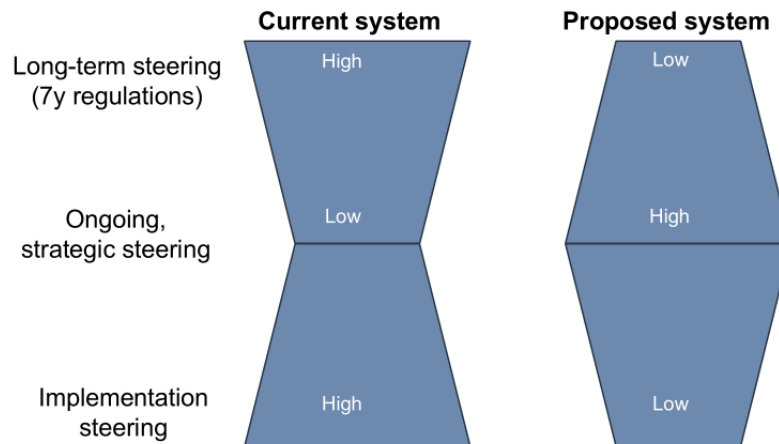 Current system
Proposed system
Long-term steering
(7y regulations)
High
Low
Ongoing,
strategic steering
Low
High
Implementation
steering
High
Low